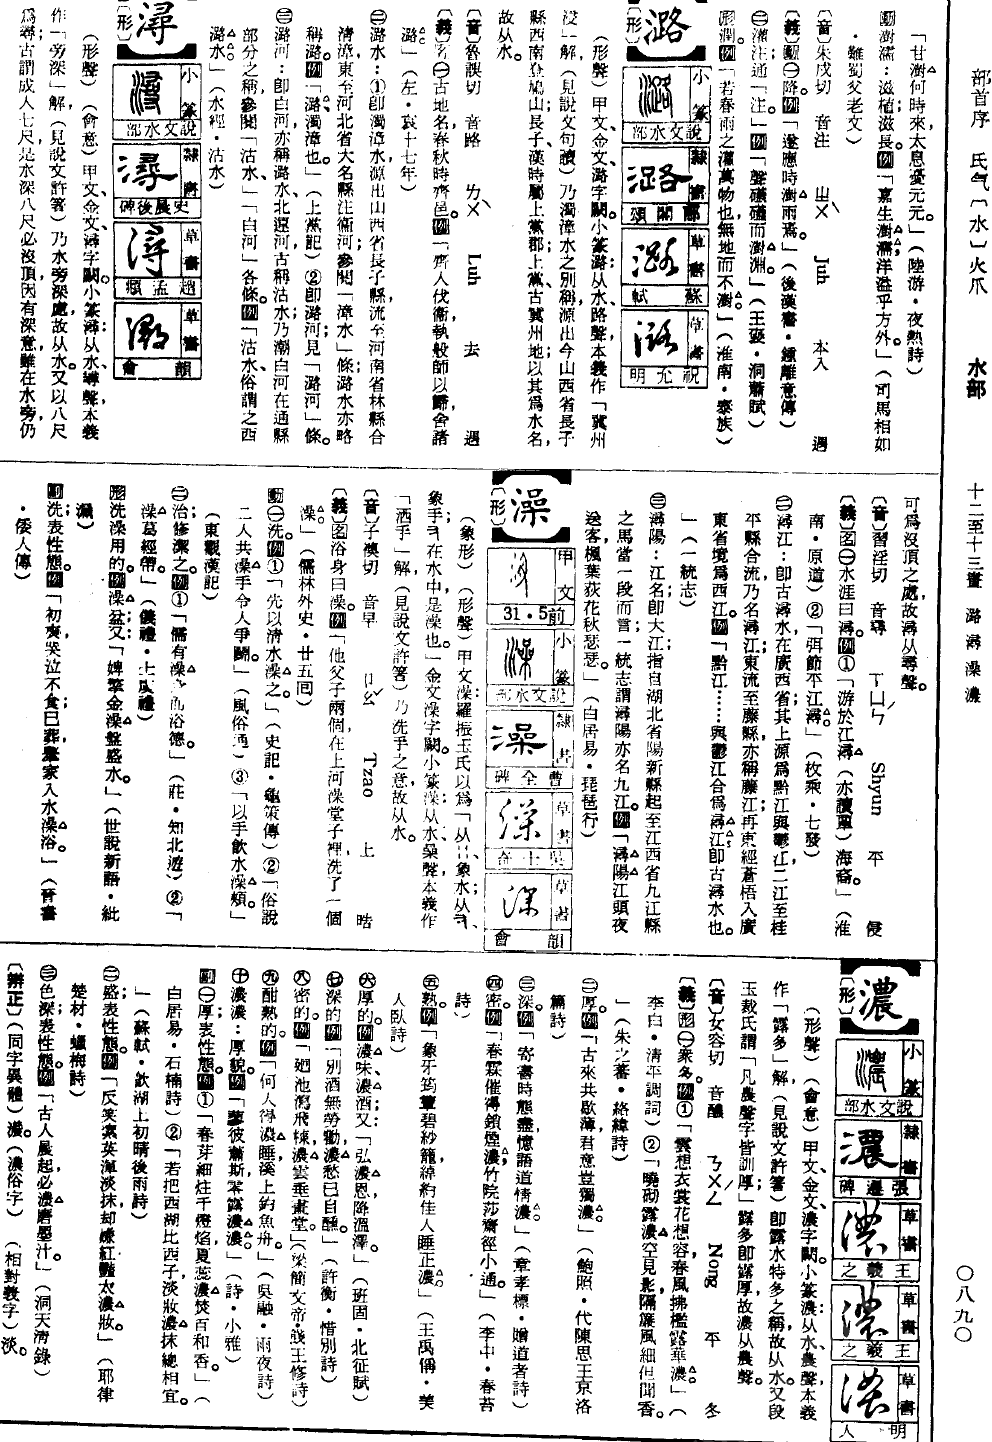 部首序　氏气〔水〕火爪　水部　十二至十三畫　潞潯澡濃　〇八九〇
「甘澍何時來太息憂元元。」（陸游・夜熱詩）
動澍濡：滋植滋長。例「嘉生澍濡洋溢乎方外。」（司馬相如
・難蜀父老文）
〔音〕朱戍切　音注　ㄓㄨˋ　Juh　本入　遇
〔義〕動㊀降。例「遂應時澍雨焉。」（後漢書・鍾離意傳）
㊁灌注通「注」。例「聲礚礚而澍淵。」（王褒・洞簫賦）
形潤。例「若春雨之灌萬物也無地而不澍」（淮南・泰族）
潞
〔形〕
小篆　說文水部
隸書　鄐閣頌
草書　蘇軾
草書　祝允明
（形聲）甲文、金文潞字闕。小篆潞从水路聲本義作「冀州
浸」解（見說文句讀）乃濁漳水之別稱源出今山西省長子
縣西南登鳩山長子漢時屬上黨郡；上黨古冀州地；以其爲水名，
故从水。
〔音〕魯誤切　音路　ㄌㄨˋ　Luh　去　遇
〔義〕名㊀古地名春秋時齊邑。例「齊人伐衞執般師以歸舍諸
潞」（左・哀十七年）
㊁潞水：①卽濁漳水，源出山西省長子縣流至河南省林縣合
清漳東至河北省大名縣注衞河；參閱「漳水」條。潞水亦略
稱潞。例「潞、濁漳也。」（上黨記）②卽潞河見「潞河」條。
㊂潞河：卽白河亦稱潞水、北運河古稱沽水乃潮白河在通縣
部分之稱參閱「沽水」、「白河」各條。例「沽水、俗謂之西
潞水」（水經・沽水）
潯
〔形〕
小篆　說文水部
隸書　史晨後碑
草書　趙孟頫
草書　韻會
（形聲）（會意）甲文、金文、潯字闕。小篆潯从水尋聲本義
作「旁深」解（見說文許箸）乃水旁深處故从水。又以八尺
爲尋古謂成人七尺；是水深八尺必沒頂因有深意雖在水旁仍
可爲沒頂之處故潯从尋聲。
〔音〕習淫切　音尋　ㄒㄩㄣˊ　Shyun　平　侵
〔義〕名㊀水涯曰潯。例①「游於江潯（亦讀覃）海裔。」（淮
南・原道）②「弭節乎江潯。」（枚乘・七發）
㊁潯江：卽古潯水在廣西省；其上源爲黔江與鬱江二江至桂
平縣合流，乃名潯江；東流至藤縣亦稱藤江；再東經蒼梧入廣
東省境爲西江。例「黔江……與鬱江合爲潯江；卽古潯水也。
」（一統志）
㊂潯陽：江名；卽大江；指自湖北省陽新縣起至江西省九江縣
之馬當一段而言一統志謂潯陽亦名九江。例「潯陽江頭夜
送客楓葉荻花秋瑟瑟。」（白居易・琵琶行）
澡
〔形〕
甲文　前5・31
小篆　說文水部
隸書　曹全碑
草書　吳士奇
草書　韻會
（象形）（形聲）甲文澡羅振玉氏以爲「从
象手在水中，是澡也。」金文澡字闕。小篆澡从水喿聲本義作
「洒手」解（見說文許箸）乃洗手之意故从水。
〔音〕子襖切　音早　ㄗㄠˇ　Tzao　上　晧
〔義〕名浴身曰澡。例「他父子兩個在上河澡堂子裡洗了一個
澡。」（儒林外史・廿五回）
動㊀洗。例①「先以清水澡之」（史記・龜策傳）②「俗說
二人共澡手令人爭鬭。」（風俗通）③「以手飮水澡頰」
（東觀漢記）
㊁治修潔之。例①「儒有澡身而浴德。」（莊・知北遊）②「
澡葛絰帶」（儀禮・士虞禮）
形洗澡用的。例「澡盆」又「婢擎金澡盤盛水。」（世說新語・紕
漏）
副洗表性態。例「初喪哭泣不食已葬舉家入水澡浴。」（晉書
・倭人傳）
濃
〔形〕
小篆　說文水部
隸書　張遷碑
草書　王羲之
草書　王羲之
草書　明人
（形聲）（會意）甲文、金文、濃字闕。小篆濃从水農聲本義
作「露多」解（見說文許箸）卽露水特多之稱故从水又段
玉裁氏謂「凡農聲字皆訓厚」露多卽露厚故濃从農聲。
〔音〕女容切　音醲　ㄋㄨㄥˊ　Nong　平　冬
〔義〕形㊀衆多。例①「雲想衣裳花想容春風拂檻露華濃」（
李白・清平調詞）②「曉砌露濃空見影隔簾風細但聞香。
」（朱之蕃・絡緯詩）
㊁厚。例「古來共歇薄君意豈獨濃」（鮑照・代陳思王京洛
篇詩）
㊂深。例「寄書時態盡憶語道情濃。」（章孝標・贈道者詩）
㊃密。例「春霖催得鎖煙濃竹院莎齋徑小通。」（李中・春苔
詩）
㊄熟。例「象牙筠簟碧紗籠綽約佳人睡正濃」（王禹偁・美
人臥詩）
㊅厚的。例「濃味濃酒」又「弘濃恩降溫澤。」（班固・北征賦）
㊆深的。例「別酒無勞勸濃愁已自醺。」（許衡・惜別詩）
㊇密的。例「迴池瀉飛棟濃雲垂畫堂」（梁簡文帝・餞王修詩）
㊈酣熟的。例「何人得濃睡溪上釣魚舟。」（吳融・雨夜詩）
㊉濃濃：厚貌。例「蓼彼蕭斯零露濃濃」（詩・小雅）
副㊀厚表性態。例①「春芽細炷千燈焰夏蕊濃焚百和香。」（
白居易・石榴詩）②「若把西湖比西子淡妝濃抹總相宜。
」（蘇軾・飲湖上初晴後雨詩）
㊁盛表性態。例「反笑素英渾淡抹却嫌紅豔太濃妝。」（耶律
楚材・蠟梅詩）
㊂色深表性態。例「古人晨起必濃磨墨汁。」（洞天清錄）
〔辨正〕（同字異體）濃。（濃俗字）（相對義字）淡。